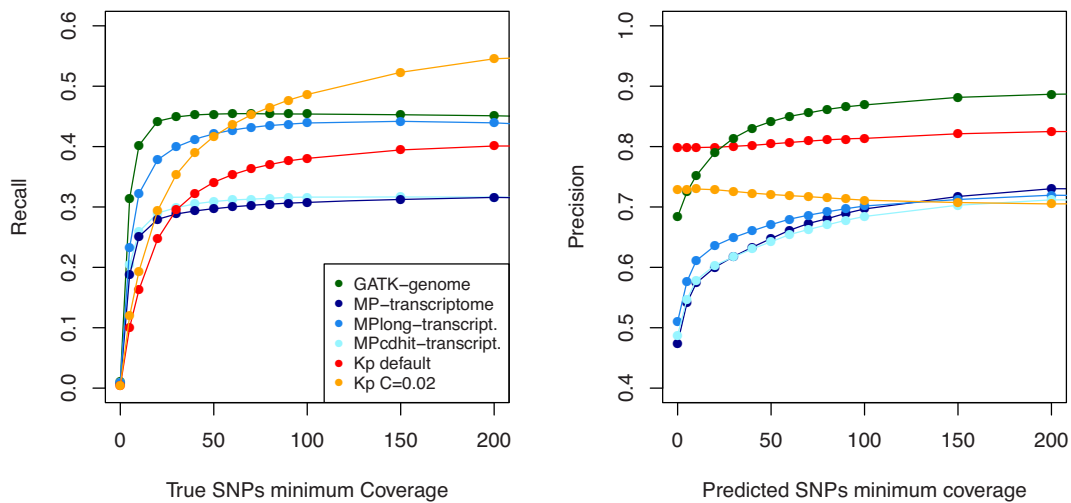 0.6
0.5
0.4
0.3
0.2
0.1
0.0
Recall
GATK−genome
MP−transcriptome
MPlong−transcript.
MPcdhit−transcript.
Kp default
Kp C=0.02
0 50 100 150 200
True SNPs minimum Coverage
1.0
0.9
0.8
0.7
0.6
0.5
0.4
Precision
0 50 100 150 200
Predicted SNPs minimum coverage